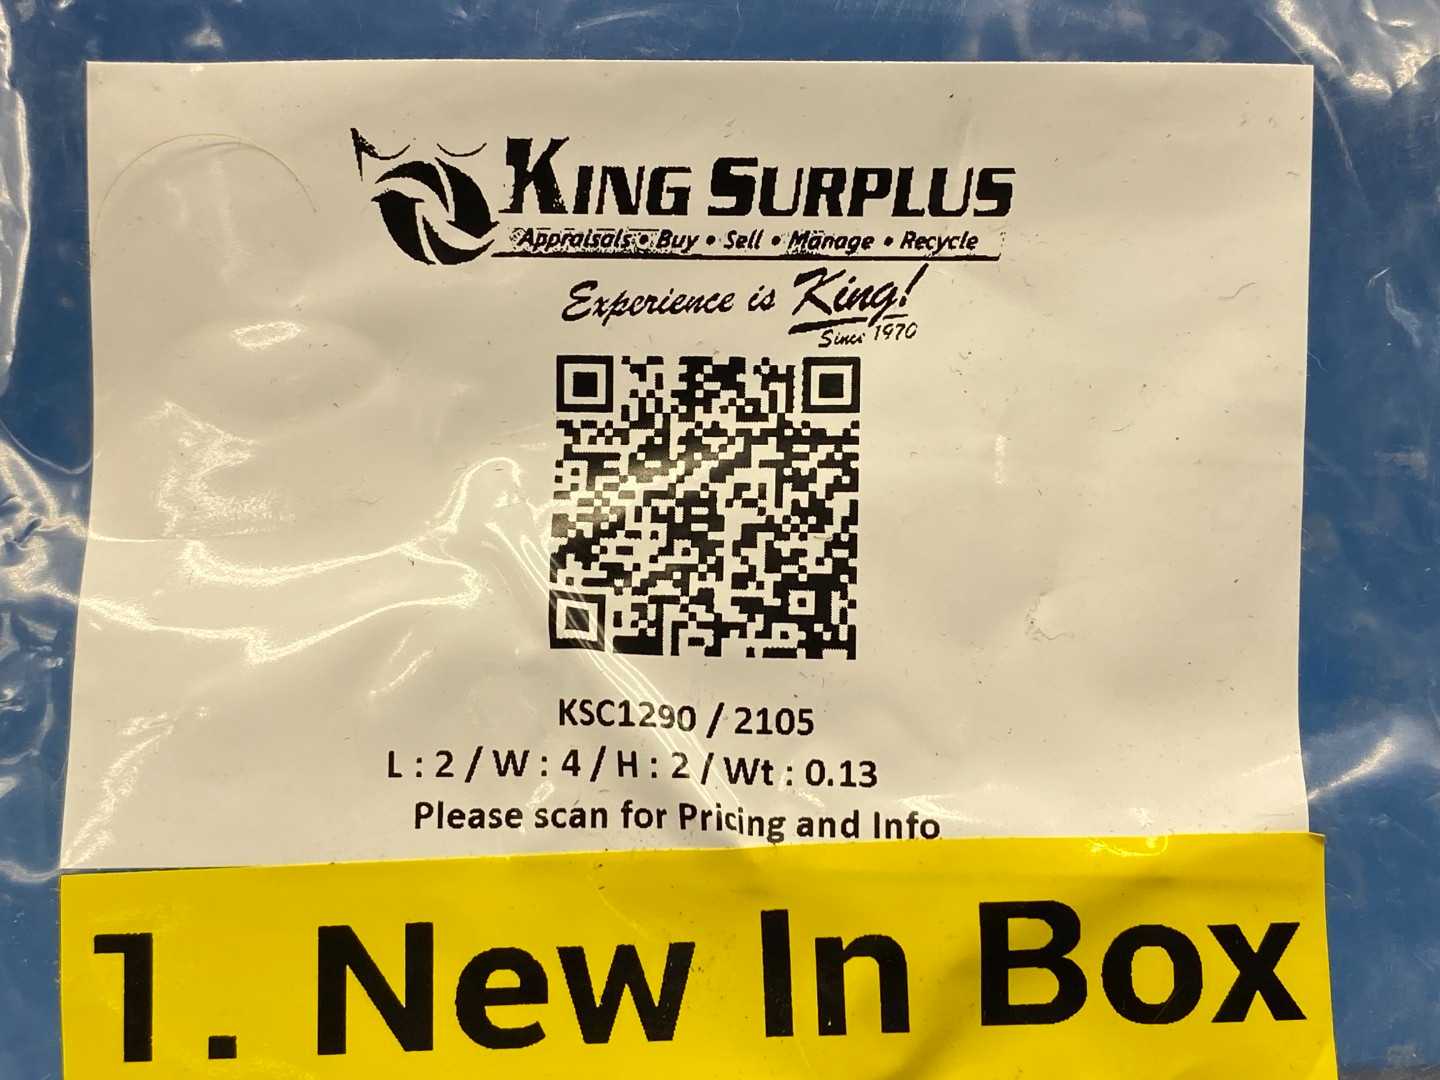 KING SURPLUS
Appraisals • Buy • Sell • Manage • Recycle
Experience is King!
Since 1970
KSC1290 / 2105
L : 2 / W : 4 / H : 2 / Wt : 0.13
Please scan for Pricing and Info
1. New In Box